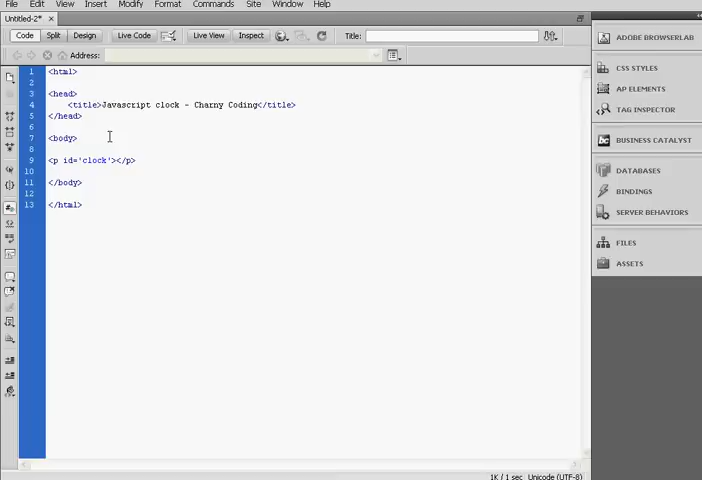 File Edit View Insert Modify Format Commands Site Window Help
Untitled-2* ×
Code Split Design Live Code Live View Inspect Title:
Address:
1 <html>
2
3 <head>
4 <title>Javascript clock - Charny Coding</title>
5 </head>
6
7 <body>
8
9 <p id='clock'></p>
10
11 </body>
12
13 </html>
ADOBE BROWSERLAB
CSS STYLES
AP ELEMENTS
TAG INSPECTOR
BUSINESS CATALYST
DATABASES
BINDINGS
SERVER BEHAVIORS
FILES
ASSETS
1K / 1 sec Unicode (UTF-8)